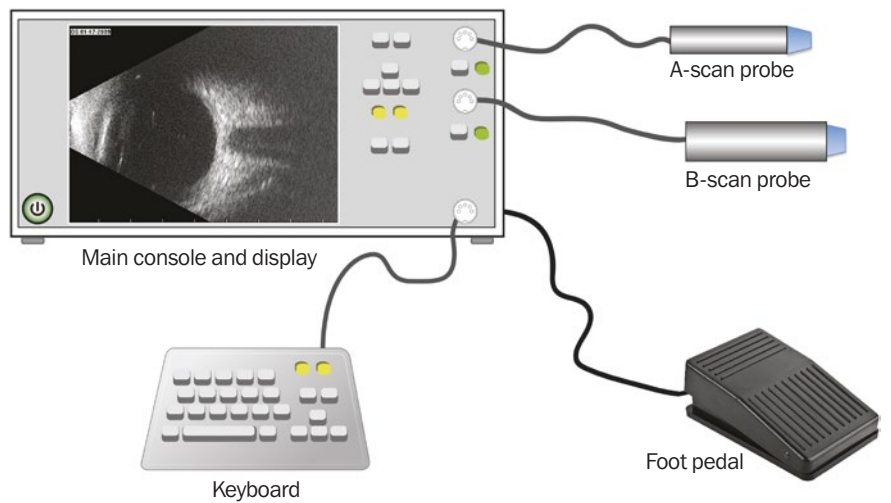 A-scan probe
B-scan probe
Main console and display
Keyboard
Foot pedal